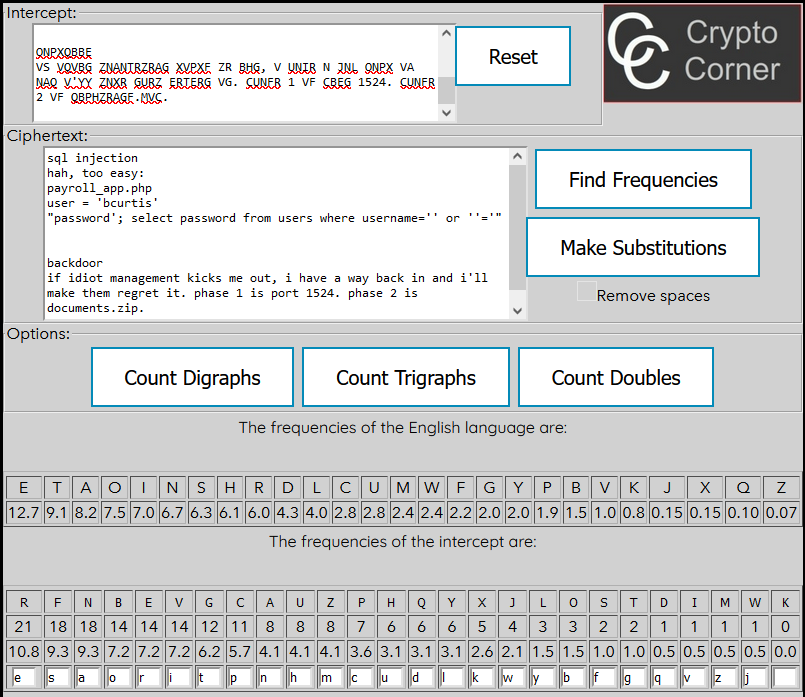 Intercept:
QNPXQBBE
VS VQVBG ZNANTRZRAG XVPXF ZR BHG, V UNIR N JNL ONPX VA
NAQ V'YY ZNXR GURZ ERTERG VG. CUNFR 1 VF CBEG 1524. CUNFR
2 VF QBPHZRAGF.MVC.
Reset
Crypto
Corner
Ciphertext:
sql injection
hah, too easy:
payroll_app.php
user = 'bcurtis'
"password'; select password from users where username='' or ''='"
backdoor
if idiot management kicks me out, i have a way back in and i'll
make them regret it. phase 1 is port 1524. phase 2 is
documents.zip.
Find Frequencies
Make Substitutions
Remove spaces
Options:
Count Digraphs Count Trigraphs Count Doubles
The frequencies of the English language are:
E T A O I N S H R D L C U M W F G Y P B V K J X Q Z
12.7 9.1 8.2 7.5 7.0 6.7 6.3 6.1 6.0 4.3 4.0 2.8 2.8 2.4 2.4 2.2 2.0 2.0 1.9 1.5 1.0 0.8 0.15 0.15 0.10 0.07
The frequencies of the intercept are:
R F N B E V G C A U Z P H Q Y X J L O S T D I M W K
21 18 18 14 14 14 12 11 8 8 8 7 6 6 6 5 4 3 3 2 2 1 1 1 1 0
10.8 9.3 9.3 7.2 7.2 7.2 6.2 5.7 4.1 4.1 4.1 3.6 3.1 3.1 3.1 2.6 2.1 1.5 1.5 1.0 1.0 0.5 0.5 0.5 0.5 0.0
e s a o r i t p n h m c u d l k w y b f g q v z j